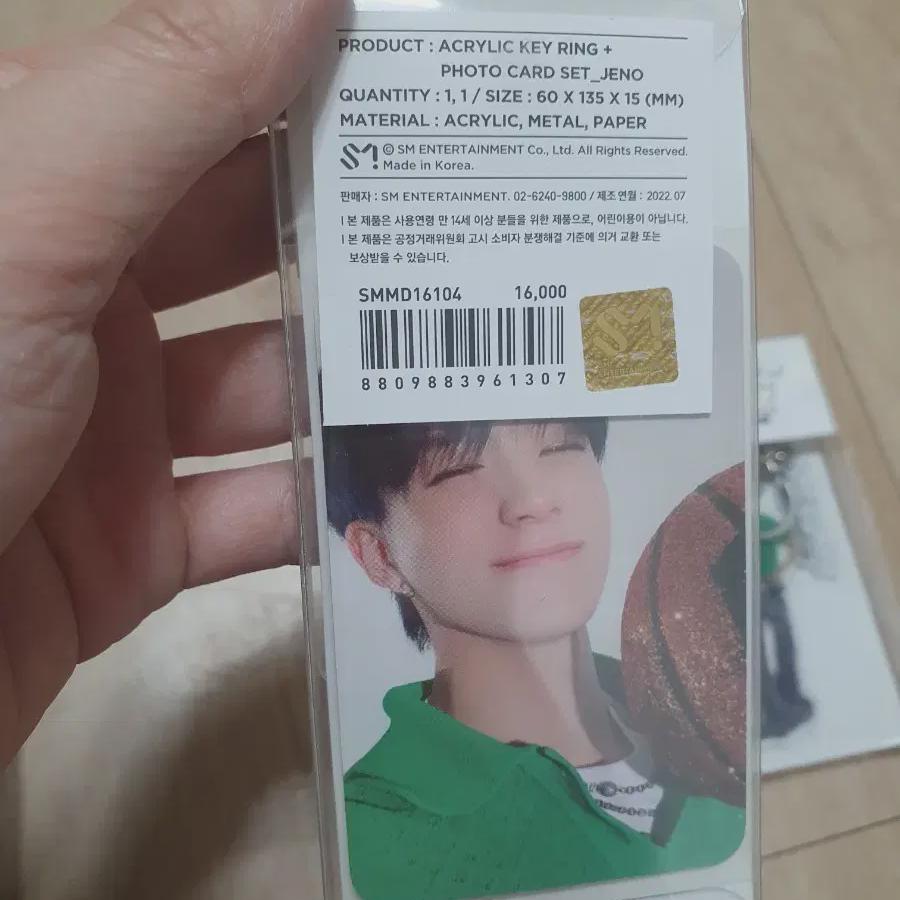 PRODUCT : ACRYLIC KEY RING +
PHOTO CARD SET_JENO
QUANTITY : 1, 1 / SIZE : 60 X 135 X 15 (MM)
MATERIAL : ACRYLIC, METAL, PAPER
SM
© SM ENTERTAINMENT Co., Ltd. All Rights Reserved.
Made in Korea.
판매자 : SM ENTERTAINMENT. 02-6240-9800 / 제조연월 : 2022.07
l 본 제품은 사용연령 만 14세 이상 분들을 위한 제품으로, 어린이용이 아닙니다.
l 본 제품은 공정거래위원회 고시 소비자 분쟁해결 기준에 의거 교환 또는
보상받을 수 있습니다.
SMMD16104 16,000
8809883961307
SM
ENTERTAINMENT